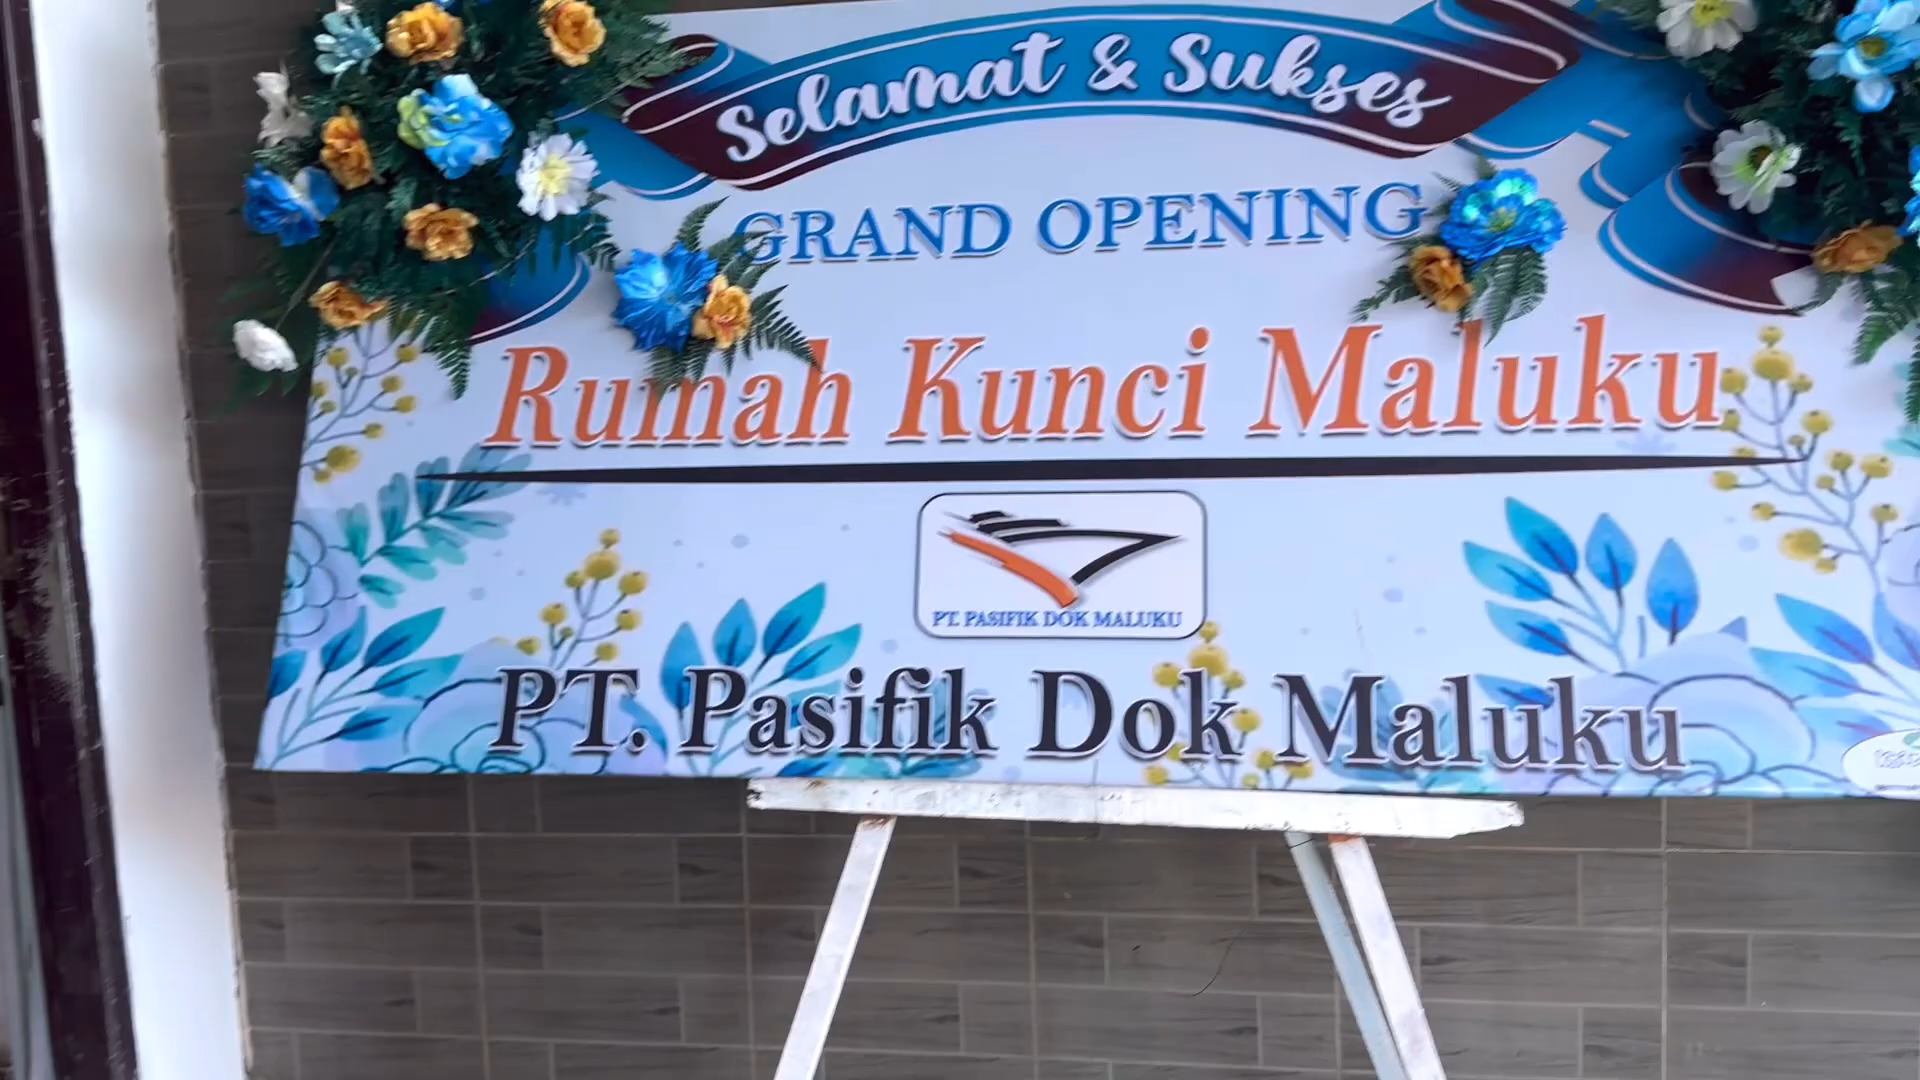 Selamat & Sukses
GRAND OPENING
Rumah Kunci Maluku
PT. PASIFIK DOK MALUKU
PT. Pasifik Dok Maluku